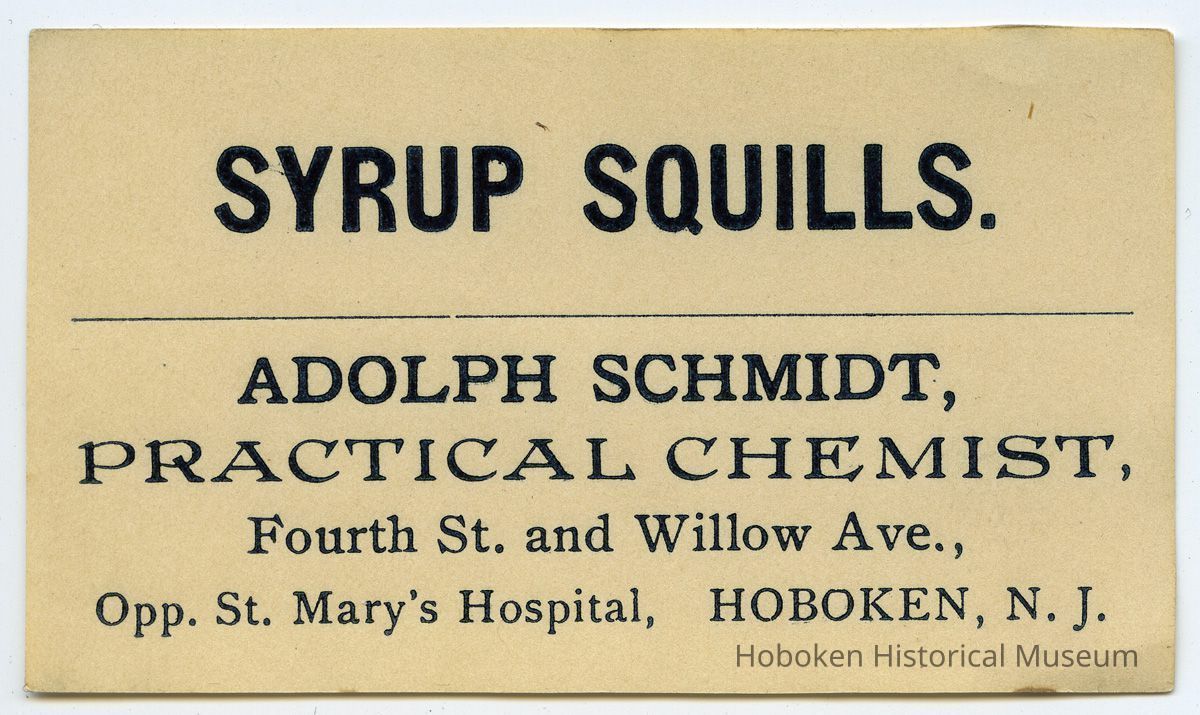 SYRUP SQUILLS.
ADOLPH SCHMIDT,
PRACTICAL CHEMIST,
Fourth St. and Willow Ave.,
Opp. St. Mary's Hospital, HOBOKEN, N. J.
Hoboken Historical Museum